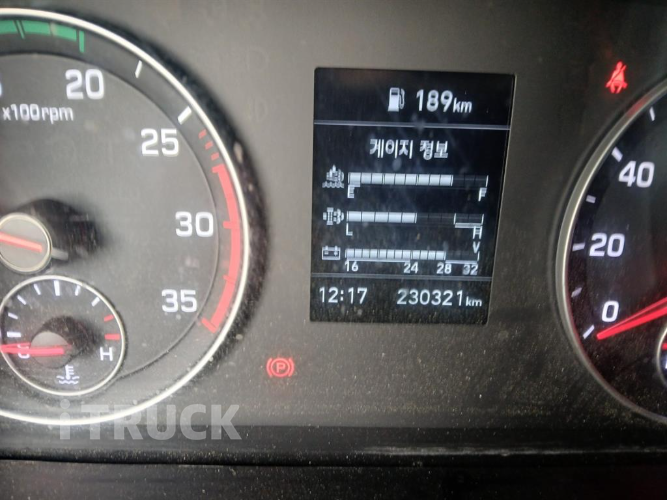 189km
20
x100rpm
게이지 정보
25
40
E F
L H
30
20
V
16 24 28 32
35
12:17 230321km
0
C H
P
iTRUCK